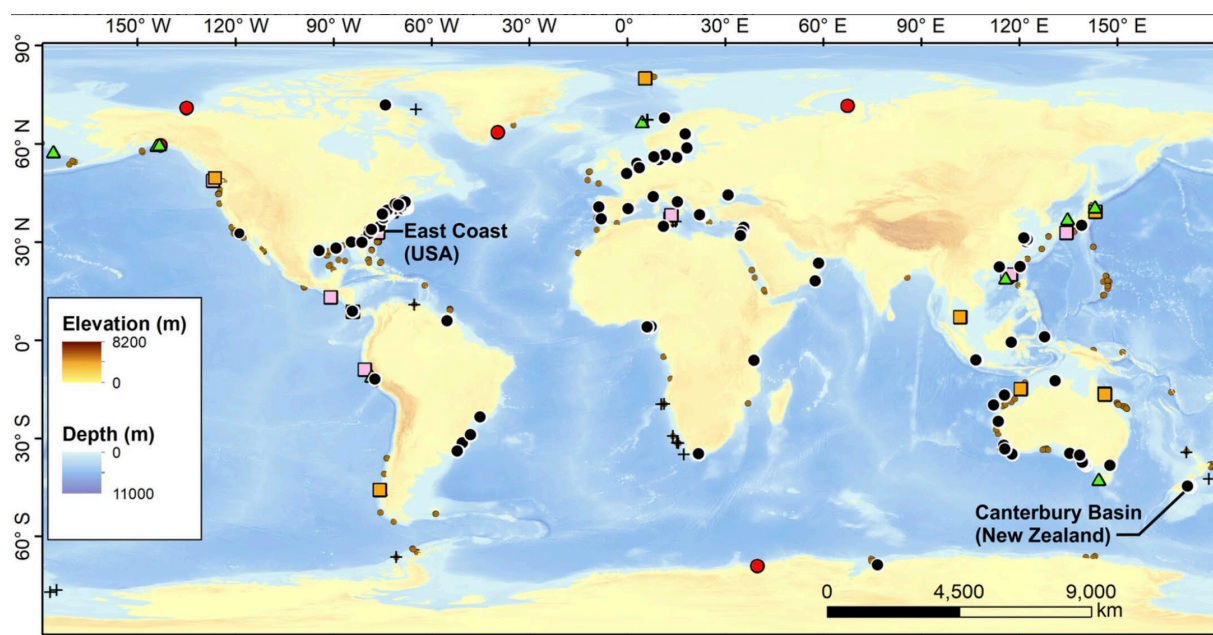 150 W 120 W 90 W 60 W 30 W 0 30 E 60 E 90 E 120 E 150 E
90°
60°
30 N
0°
30 S
60°
East Coast
(USA)
Elevation (m)
8200
0
Depth (m)
0
11000
Canterbury Basin
(New Zealand)
0 4,500 9,000
km